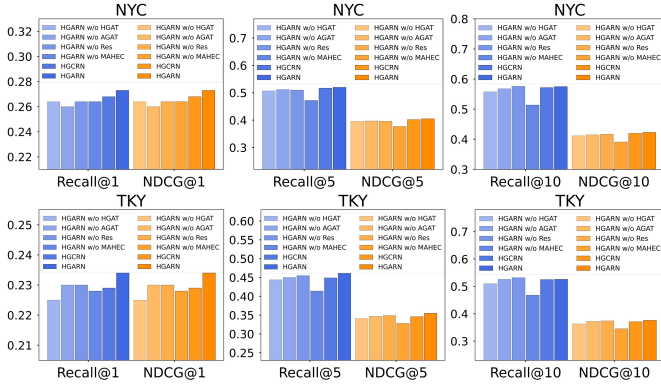 NYC
0.32
0.30
0.28
0.26
0.24
0.22
HGARN w/o HGAT
HGARN w/o AGAT
HGARN w/o Res
HGARN w/o MAHEC
HGCRN
HGARN
HGARN w/o HGAT
HGARN w/o AGAT
HGARN w/o Res
HGARN w/o MAHEC
HGCRN
HGARN
Recall@1 NDCG@1
NYC
0.7
0.6
0.5
0.4
0.3
HGARN w/o HGAT
HGARN w/o AGAT
HGARN w/o Res
HGARN w/o MAHEC
HGCRN
HGARN
HGARN w/o HGAT
HGARN w/o AGAT
HGARN w/o Res
HGARN w/o MAHEC
HGCRN
HGARN
Recall@5 NDCG@5
NYC
0.8
0.7
0.6
0.5
0.4
0.3
HGARN w/o HGAT
HGARN w/o AGAT
HGARN w/o Res
HGARN w/o MAHEC
HGCRN
HGARN
HGARN w/o HGAT
HGARN w/o AGAT
HGARN w/o Res
HGARN w/o MAHEC
HGCRN
HGARN
Recall@10 NDCG@10
TKY
0.25
0.24
0.23
0.22
0.21
HGARN w/o HGAT
HGARN w/o AGAT
HGARN w/o Res
HGARN w/o MAHEC
HGCRN
HGARN
HGARN w/o HGAT
HGARN w/o AGAT
HGARN w/o Res
HGARN w/o MAHEC
HGCRN
HGARN
Recall@1 NDCG@1
TKY
0.60
0.55
0.50
0.45
0.40
0.35
0.30
0.25
HGARN w/o HGAT
HGARN w/o AGAT
HGARN w/o Res
HGARN w/o MAHEC
HGCRN
HGARN
HGARN w/o HGAT
HGARN w/o AGAT
HGARN w/o Res
HGARN w/o MAHEC
HGCRN
HGARN
Recall@5 NDCG@5
TKY
0.7
0.6
0.5
0.4
0.3
HGARN w/o HGAT
HGARN w/o AGAT
HGARN w/o Res
HGARN w/o MAHEC
HGCRN
HGARN
HGARN w/o HGAT
HGARN w/o AGAT
HGARN w/o Res
HGARN w/o MAHEC
HGCRN
HGARN
Recall@10 NDCG@10